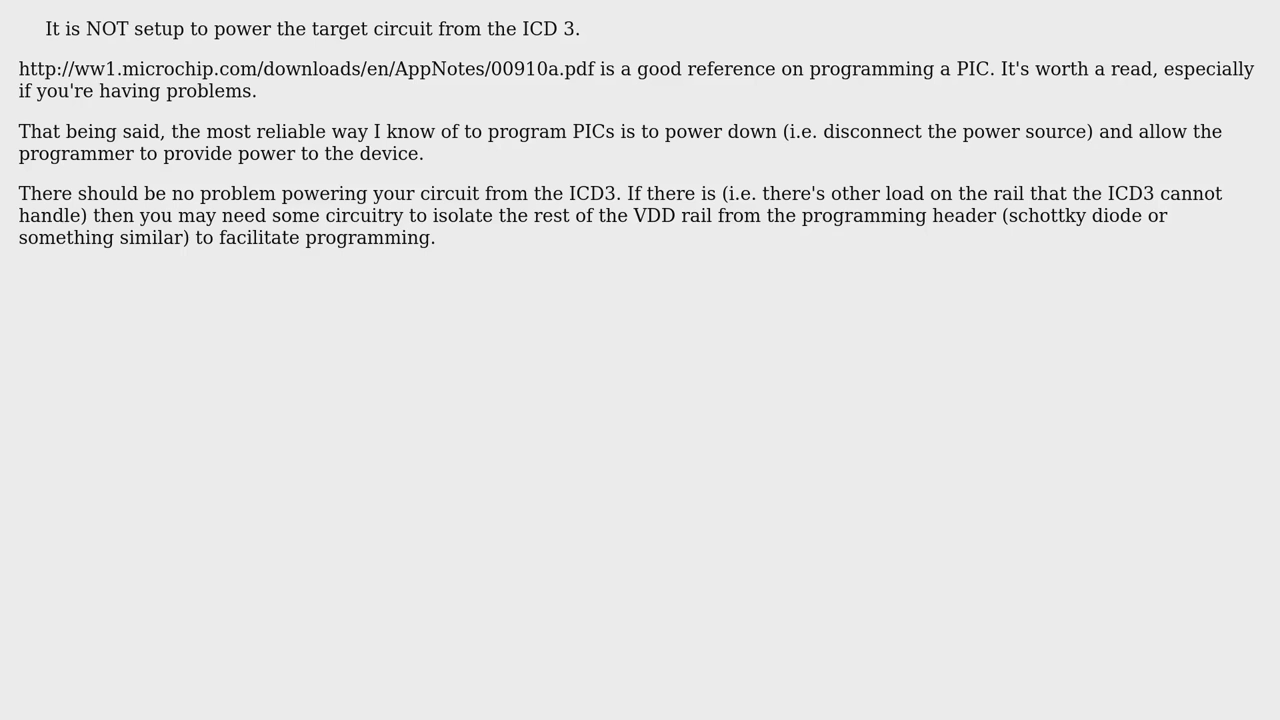 It is NOT setup to power the target circuit from the ICD 3.
http://ww1.microchip.com/downloads/en/AppNotes/00910a.pdf is a good reference on programming a PIC. It's worth a read, especially
if you're having problems.
That being said, the most reliable way I know of to program PICs is to power down (i.e. disconnect the power source) and allow the
programmer to provide power to the device.
There should be no problem powering your circuit from the ICD3. If there is (i.e. there's other load on the rail that the ICD3 cannot
handle) then you may need some circuitry to isolate the rest of the VDD rail from the programming header (schottky diode or
something similar) to facilitate programming.